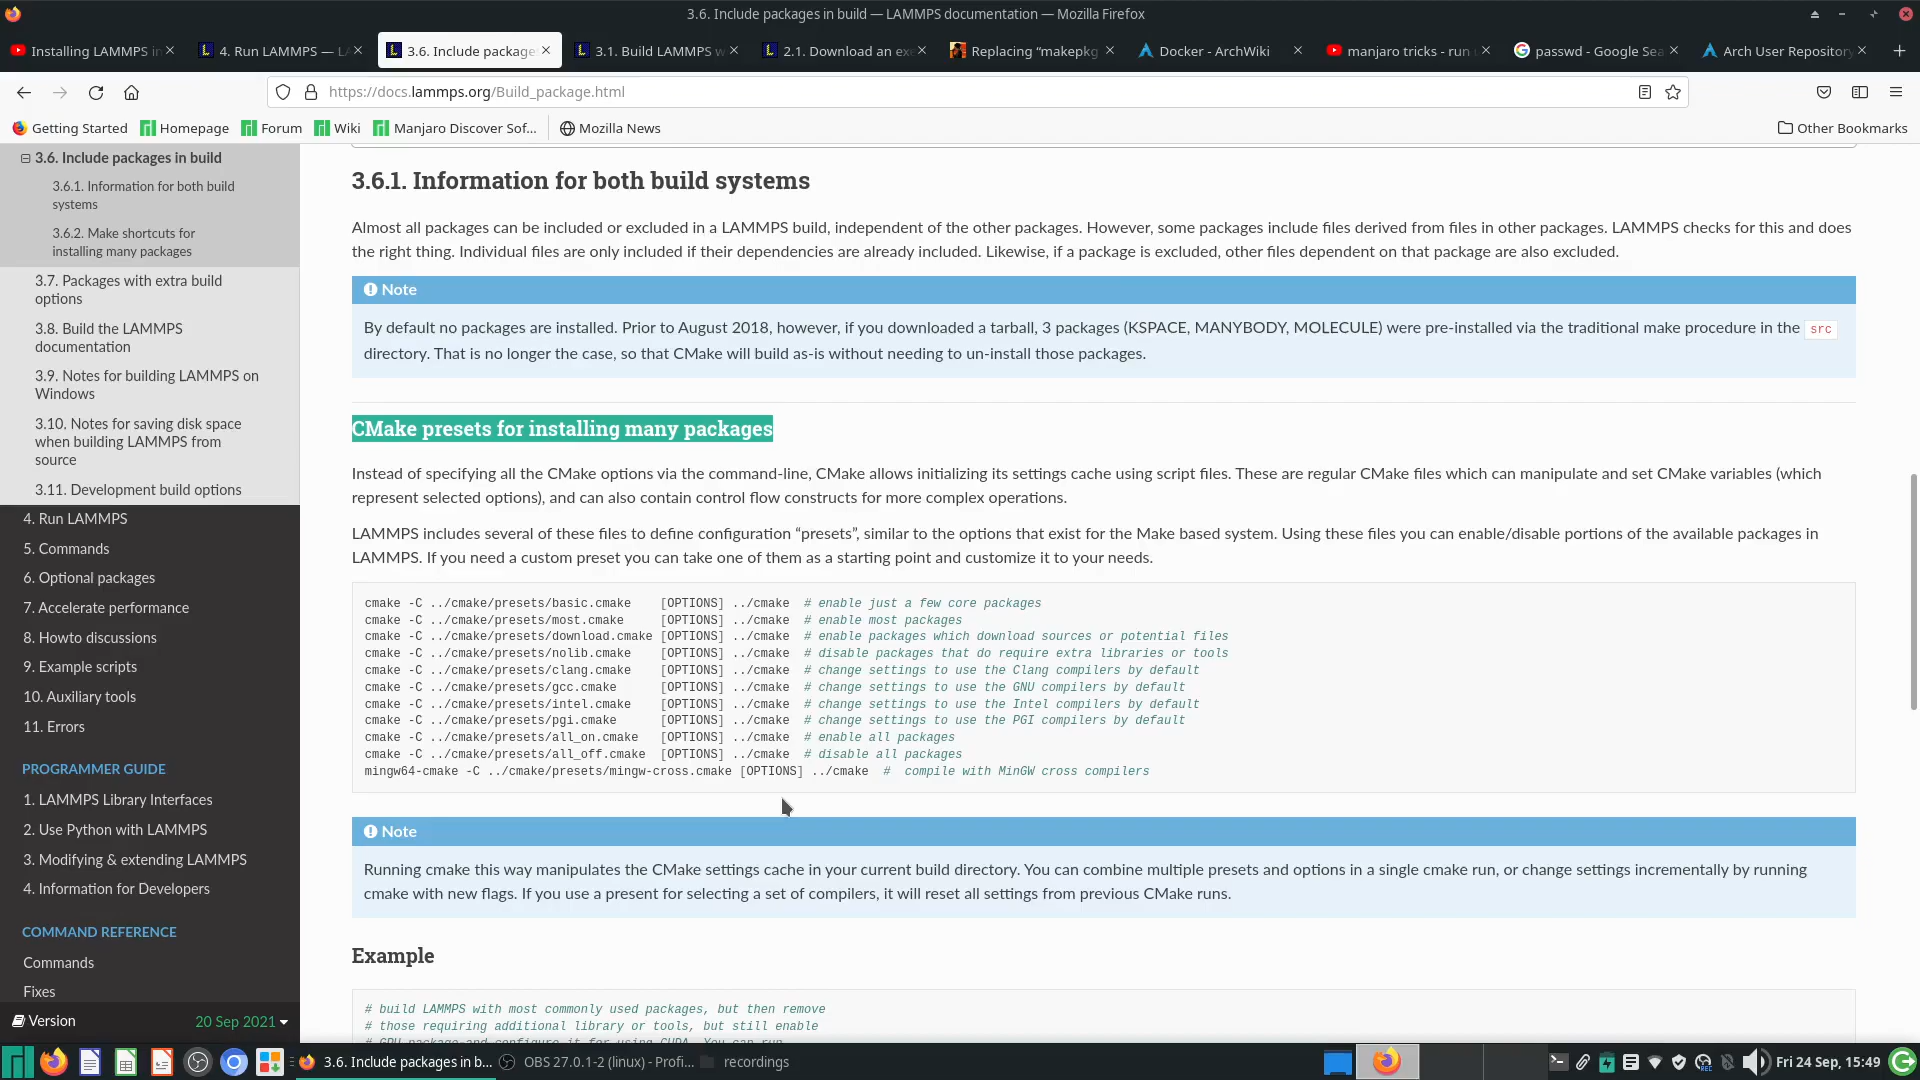 3.6. Include packages in build — LAMMPS documentation — Mozilla Firefox
Installing LAMMPS in
4. Run LAMMPS — LA
3.6. Include package
3.1. Build LAMMPS w
2.1. Download an exe
Replacing “makepkg
Docker - ArchWiki
manjaro tricks - run
passwd - Google Sea
Arch User Repository
https://docs.lammps.org/Build_package.html
Getting Started
Homepage
Forum
Wiki
Manjaro Discover Sof...
Mozilla News
Other Bookmarks
3.6. Include packages in build
3.6.1. Information for both build
systems
3.6.2. Make shortcuts for
installing many packages
3.7. Packages with extra build
options
3.8. Build the LAMMPS
documentation
3.9. Notes for building LAMMPS on
Windows
3.10. Notes for saving disk space
when building LAMMPS from
source
3.11. Development build options
4. Run LAMMPS
5. Commands
6. Optional packages
7. Accelerate performance
8. Howto discussions
9. Example scripts
10. Auxiliary tools
11. Errors
PROGRAMMER GUIDE
1. LAMMPS Library Interfaces
2. Use Python with LAMMPS
3. Modifying & extending LAMMPS
4. Information for Developers
COMMAND REFERENCE
Commands
Fixes
Version
20 Sep 2021
3.6.1. Information for both build systems
Almost all packages can be included or excluded in a LAMMPS build, independent of the other packages. However, some packages include files derived from files in other packages. LAMMPS checks for this and does
the right thing. Individual files are only included if their dependencies are already included. Likewise, if a package is excluded, other files dependent on that package are also excluded.
Note
By default no packages are installed. Prior to August 2018, however, if you downloaded a tarball, 3 packages (KSPACE, MANYBODY, MOLECULE) were pre-installed via the traditional make procedure in the src
directory. That is no longer the case, so that CMake will build as-is without needing to un-install those packages.
CMake presets for installing many packages
Instead of specifying all the CMake options via the command-line, CMake allows initializing its settings cache using script files. These are regular CMake files which can manipulate and set CMake variables (which
represent selected options), and can also contain control flow constructs for more complex operations.
LAMMPS includes several of these files to define configuration “presets”, similar to the options that exist for the Make based system. Using these files you can enable/disable portions of the available packages in
LAMMPS. If you need a custom preset you can take one of them as a starting point and customize it to your needs.
cmake -C ../cmake/presets/basic.cmake    [OPTIONS] ../cmake  # enable just a few core packages
cmake -C ../cmake/presets/most.cmake     [OPTIONS] ../cmake  # enable most packages
cmake -C ../cmake/presets/download.cmake [OPTIONS] ../cmake  # enable packages which download sources or potential files
cmake -C ../cmake/presets/nolib.cmake    [OPTIONS] ../cmake  # disable packages that do require extra libraries or tools
cmake -C ../cmake/presets/clang.cmake    [OPTIONS] ../cmake  # change settings to use the Clang compilers by default
cmake -C ../cmake/presets/gcc.cmake      [OPTIONS] ../cmake  # change settings to use the GNU compilers by default
cmake -C ../cmake/presets/intel.cmake    [OPTIONS] ../cmake  # change settings to use the Intel compilers by default
cmake -C ../cmake/presets/pgi.cmake      [OPTIONS] ../cmake  # change settings to use the PGI compilers by default
cmake -C ../cmake/presets/all_on.cmake   [OPTIONS] ../cmake  # enable all packages
cmake -C ../cmake/presets/all_off.cmake  [OPTIONS] ../cmake  # disable all packages
mingw64-cmake -C ../cmake/presets/mingw-cross.cmake [OPTIONS] ../cmake  #  compile with MinGW cross compilers
Note
Running cmake this way manipulates the CMake settings cache in your current build directory. You can combine multiple presets and options in a single cmake run, or change settings incrementally by running
cmake with new flags. If you use a present for selecting a set of compilers, it will reset all settings from previous CMake runs.
Example
# build LAMMPS with most commonly used packages, but then remove
# those requiring additional library or tools, but still enable
# GPU package and configure it for using CUDA. You can run
3.6. Include packages in b...
OBS 27.0.1-2 (linux) - Profi...
recordings
Fri 24 Sep, 15:49